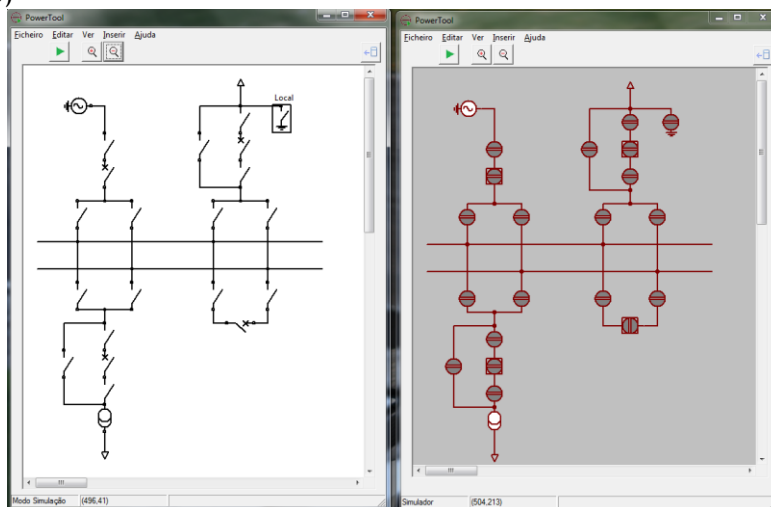 )
PowerTool
Ficheiro Editar Ver Inserir Ajuda
Local
Modo Simulação (496,41)
PowerTool
Ficheiro Editar Ver Inserir Ajuda
Simulador (504,213)